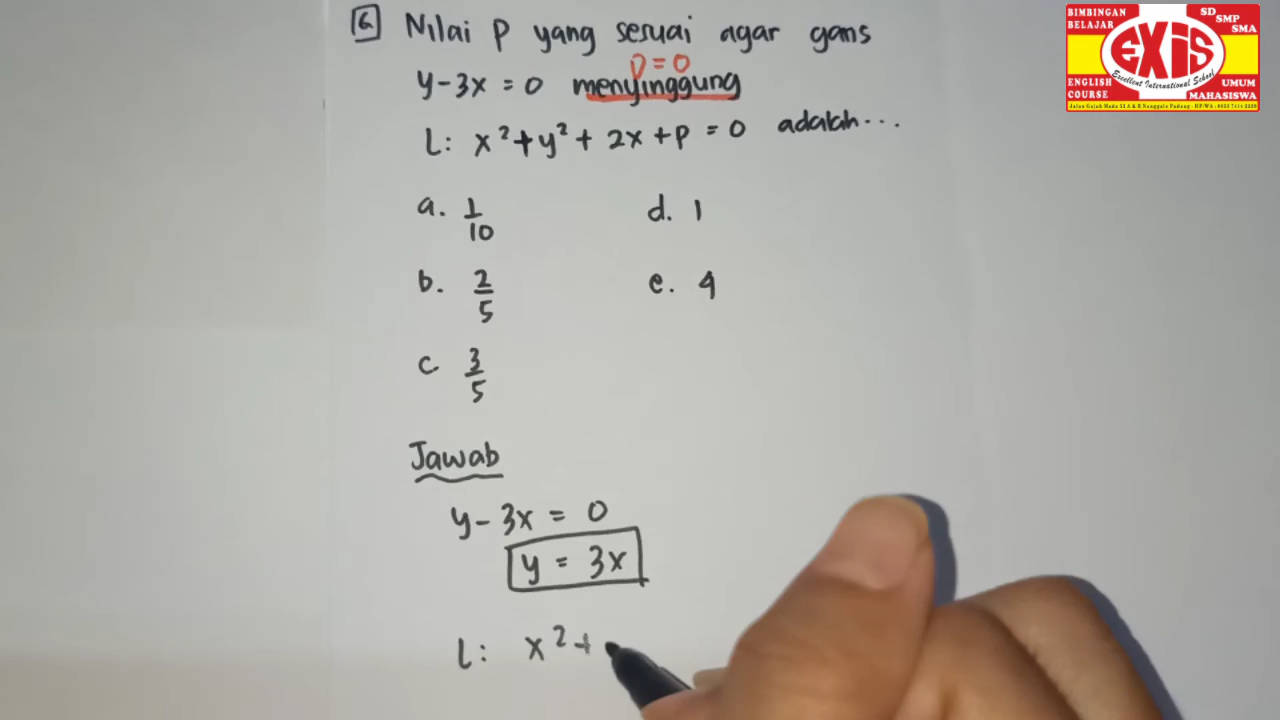 6 Nilai P yang sesuai agar garis
D = 0
y - 3x = 0 menyinggung
L: x² + y² + 2x + P = 0 adalah...
a. 1/10 d. 1
b. 2/5 e. 4
c 3/5
Jawab
y - 3x = 0
y = 3x
L: x² +
BIMBINGAN BELAJAR
SD SMP SMA
EXIS
Excellent International School
ENGLISH COURSE
UMUM MAHASISWA